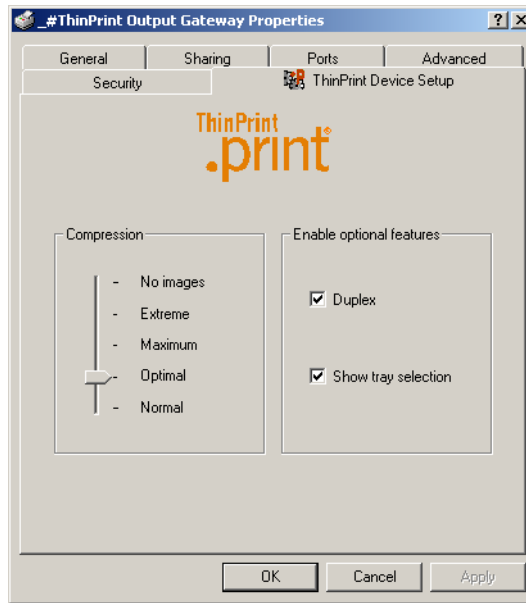 _#ThinPrint Output Gateway Properties
General
Sharing
Ports
Advanced
Security
ThinPrint Device Setup
ThinPrint
.print®
Compression
No images
Extreme
Maximum
Optimal
Normal
Enable optional features
Duplex
Show tray selection
OK
Cancel
Apply